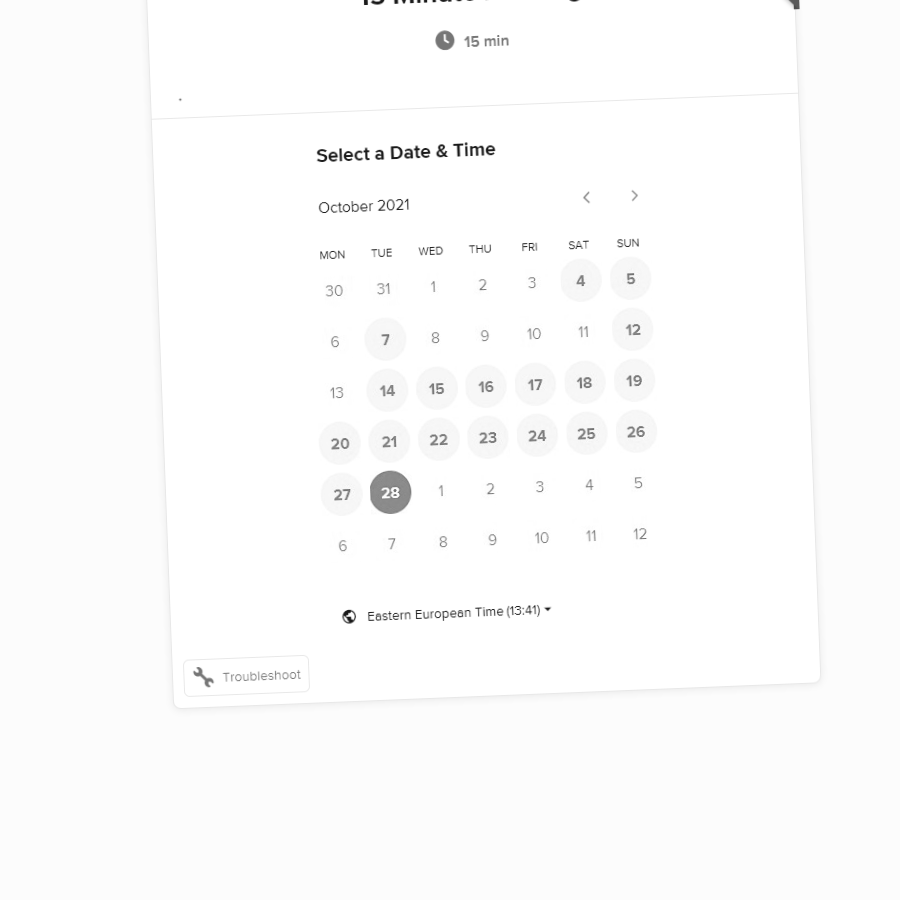 15 min
Select a Date & Time
October 2021
MON TUE WED THU FRI SAT SUN
30 31 1 2 3 4 5
6 7 8 9 10 11 12
13 14 15 16 17 18 19
20 21 22 23 24 25 26
27 28 1 2 3 4 5
6 7 8 9 10 11 12
Eastern European Time (13:41)
Troubleshoot